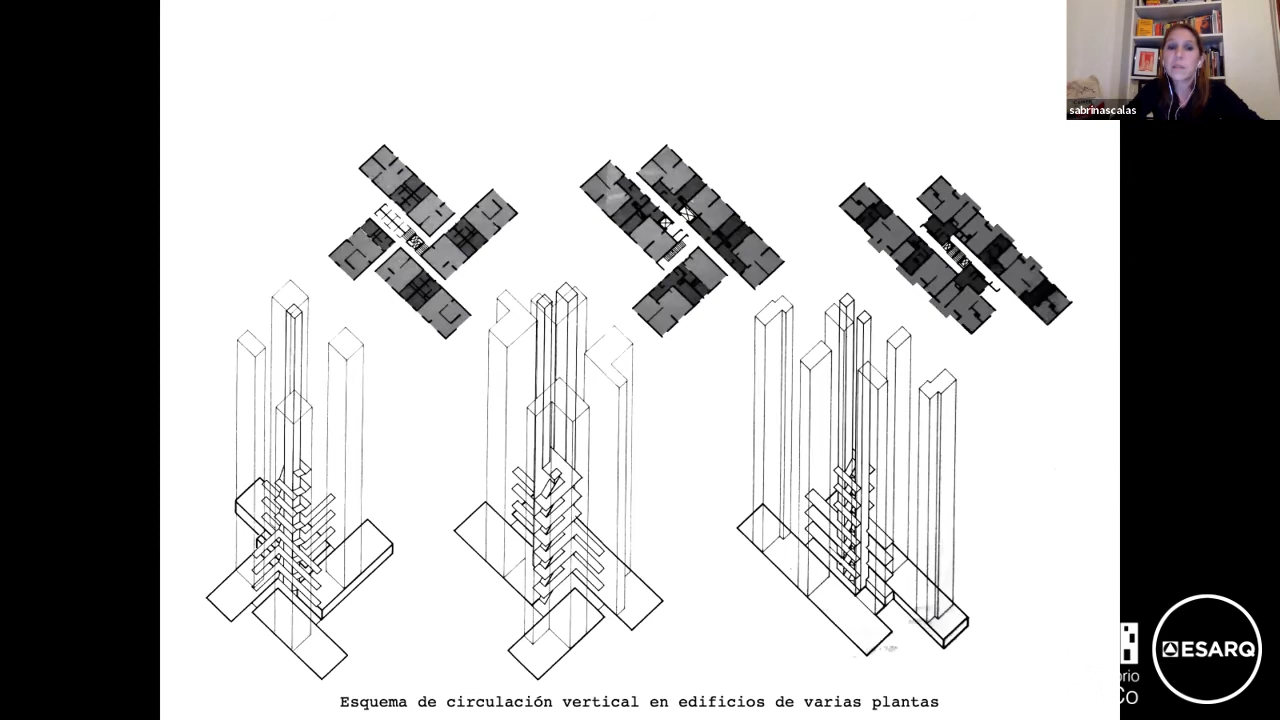 sabrinascalas
ESARQ
Esquema de circulación vertical en edificios de varias plantas